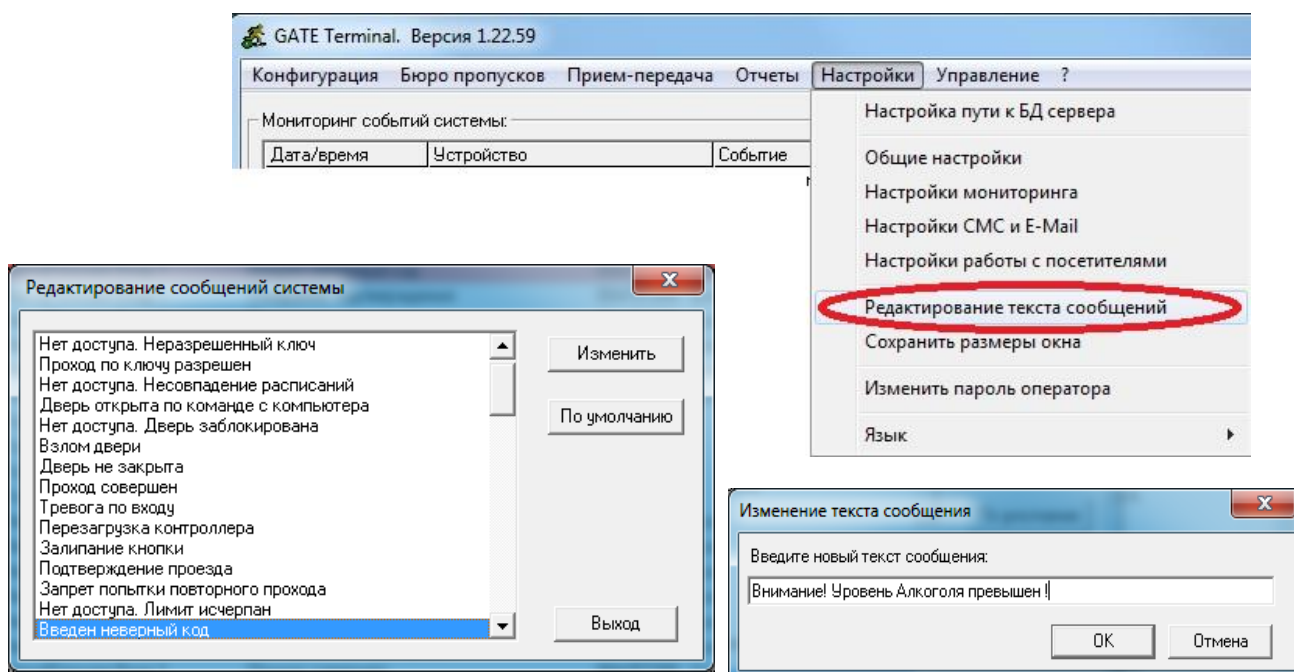 GATE Terminal. Версия 1.22.59
Конфигурация Бюро пропусков Прием-передача Отчеты Настройки Управление ?
Мониторинг событий системы:
Дата/время Устройство Событие
Настройка пути к БД сервера
Общие настройки
Настройки мониторинга
Настройки СМС и E-Mail
Настройки работы с посетителями
Редактирование текста сообщений
Сохранить размеры окна
Изменить пароль оператора
Язык
Редактирование сообщений системы
Нет доступа. Неразрешенный ключ
Проход по ключу разрешен
Нет доступа. Несовпадение расписаний
Дверь открыта по команде с компьютера
Нет доступа. Дверь заблокирована
Взлом двери
Дверь не закрыта
Проход совершен
Тревога по входу
Перезагрузка контроллера
Залипание кнопки
Подтверждение проезда
Запрет попытки повторного прохода
Нет доступа. Лимит исчерпан
Введен неверный код
Изменить
По умолчанию
Выход
Изменение текста сообщения
Введите новый текст сообщения:
Внимание! Уровень Алкоголя превышен !
OK Отмена